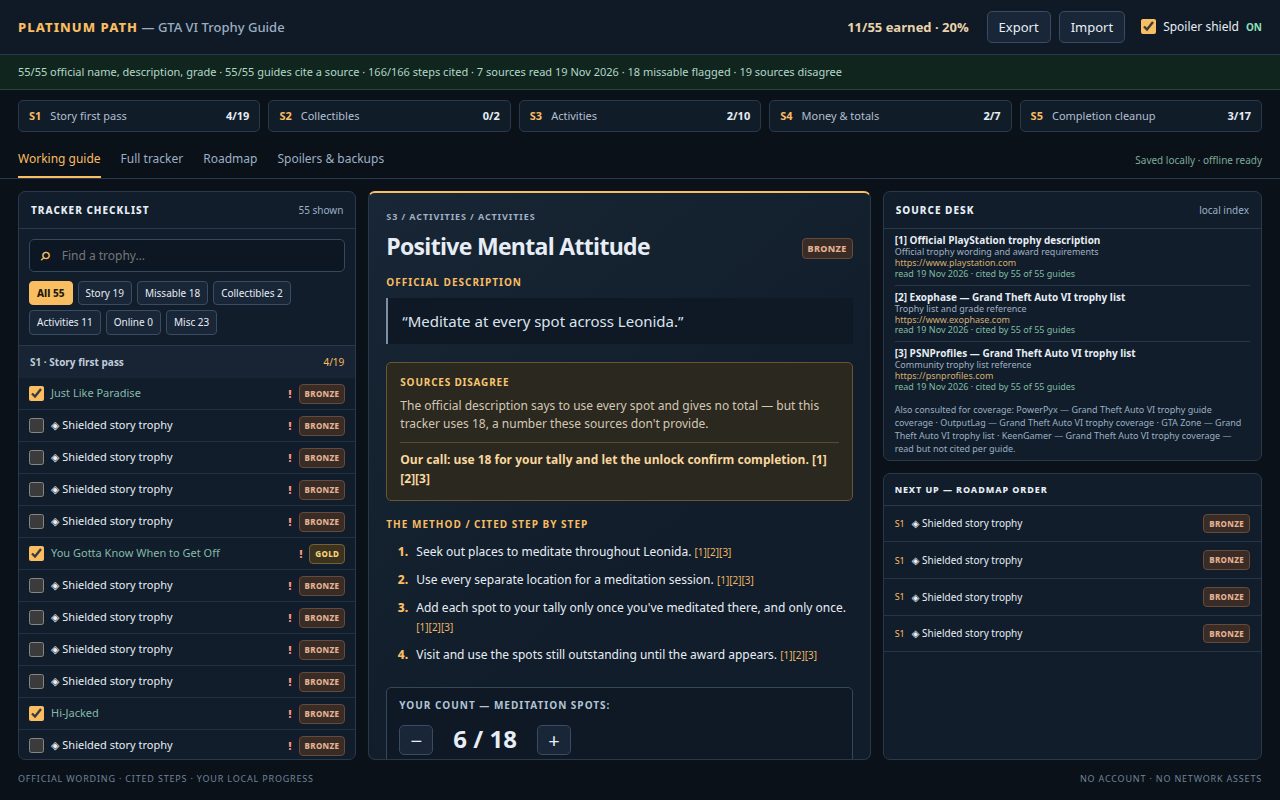 PLATINUM PATH — GTA VI Trophy Guide
11/55 earned · 20%
Export
Import
Spoiler shield ON
55/55 official name, description, grade · 55/55 guides cite a source · 166/166 steps cited · 7 sources read 19 Nov 2026 · 18 missable flagged · 19 sources disagree
S1 Story first pass 4/19
S2 Collectibles 0/2
S3 Activities 2/10
S4 Money & totals 2/7
S5 Completion cleanup 3/17
Working guide
Full tracker
Roadmap
Spoilers & backups
Saved locally · offline ready
TRACKER CHECKLIST 55 shown
Find a trophy...
All 55
Story 19
Missable 18
Collectibles 2
Activities 11
Online 0
Misc 23
S1 · Story first pass 4/19
Just Like Paradise ! BRONZE
◈ Shielded story trophy ! BRONZE
◈ Shielded story trophy ! BRONZE
◈ Shielded story trophy ! BRONZE
◈ Shielded story trophy ! BRONZE
You Gotta Know When to Get Off ! GOLD
◈ Shielded story trophy ! BRONZE
◈ Shielded story trophy ! BRONZE
◈ Shielded story trophy ! BRONZE
◈ Shielded story trophy ! BRONZE
Hi-Jacked ! BRONZE
◈ Shielded story trophy ! BRONZE
S3 / ACTIVITIES / ACTIVITIES
Positive Mental Attitude BRONZE
OFFICIAL DESCRIPTION
“Meditate at every spot across Leonida.”
SOURCES DISAGREE
The official description says to use every spot and gives no total — but this
tracker uses 18, a number these sources don't provide.
Our call: use 18 for your tally and let the unlock confirm completion. [1]
[2][3]
THE METHOD / CITED STEP BY STEP
1. Seek out places to meditate throughout Leonida. [1][2][3]
2. Use every separate location for a meditation session. [1][2][3]
3. Add each spot to your tally only once you've meditated there, and only once.
[1][2][3]
4. Visit and use the spots still outstanding until the award appears. [1][2][3]
YOUR COUNT — MEDITATION SPOTS:
− 6 / 18 +
SOURCE DESK local index
[1] Official PlayStation trophy description
Official trophy wording and award requirements
https://www.playstation.com
read 19 Nov 2026 · cited by 55 of 55 guides
[2] Exophase — Grand Theft Auto VI trophy list
Trophy list and grade reference
https://www.exophase.com
read 19 Nov 2026 · cited by 55 of 55 guides
[3] PSNProfiles — Grand Theft Auto VI trophy list
Community trophy list reference
https://psnprofiles.com
read 19 Nov 2026 · cited by 55 of 55 guides
Also consulted for coverage: PowerPyx — Grand Theft Auto VI trophy guide
coverage · OutputLag — Grand Theft Auto VI trophy coverage · GTA Zone — Grand
Theft Auto VI trophy list · KeenGamer — Grand Theft Auto VI trophy coverage —
read but not cited per guide.
NEXT UP — ROADMAP ORDER
S1 ◈ Shielded story trophy BRONZE
S1 ◈ Shielded story trophy BRONZE
S1 ◈ Shielded story trophy BRONZE
S1 ◈ Shielded story trophy BRONZE
OFFICIAL WORDING · CITED STEPS · YOUR LOCAL PROGRESS
NO ACCOUNT · NO NETWORK ASSETS